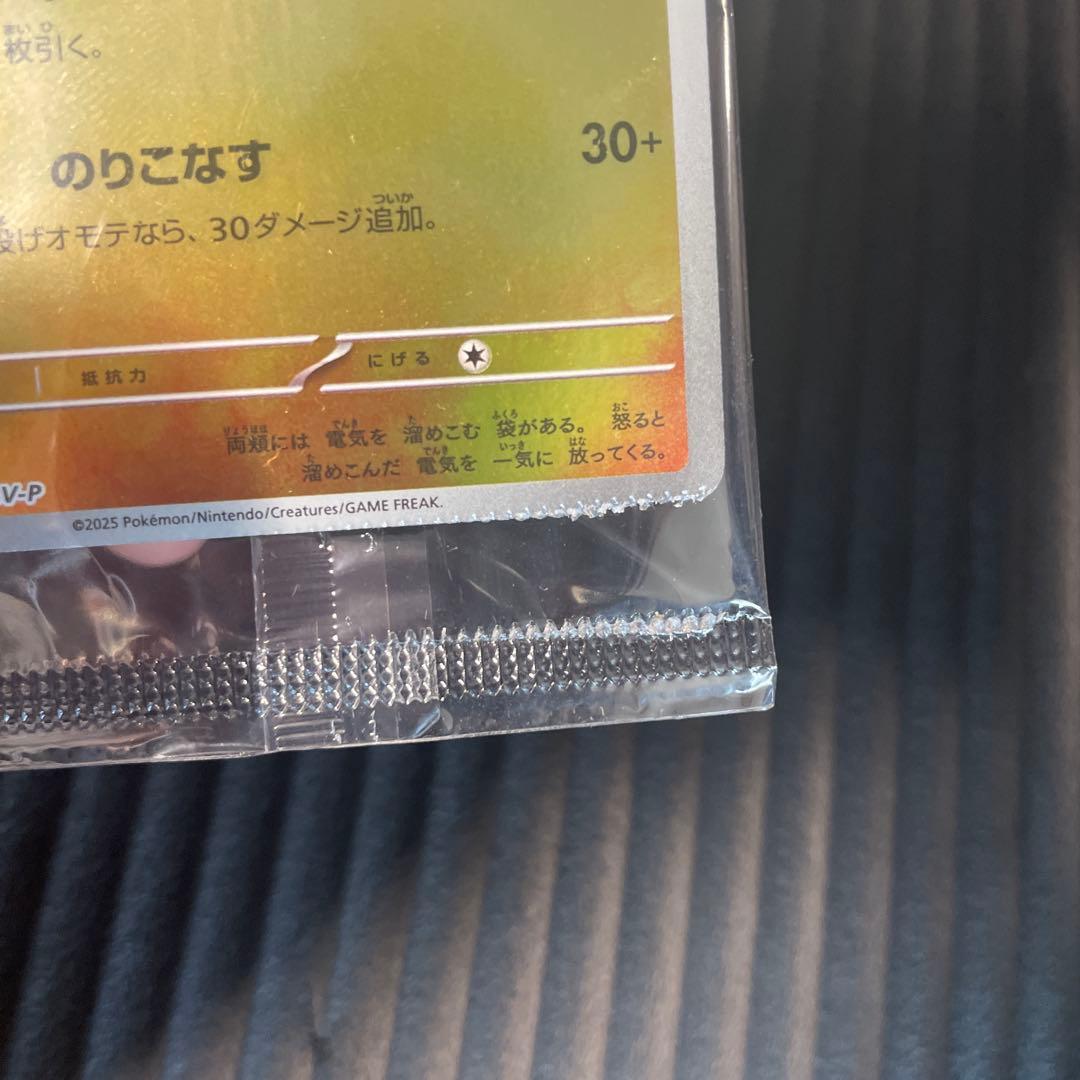 枚引く。
のりこなす 30+
投げオモテなら、30ダメージ追加。
抵抗力 にげる
両頬には 電気を 溜めこむ 袋がある。 怒ると
溜めこんだ 電気を 一気に 放ってくる。
V-P
©2025 Pokémon/Nintendo/Creatures/GAME FREAK.